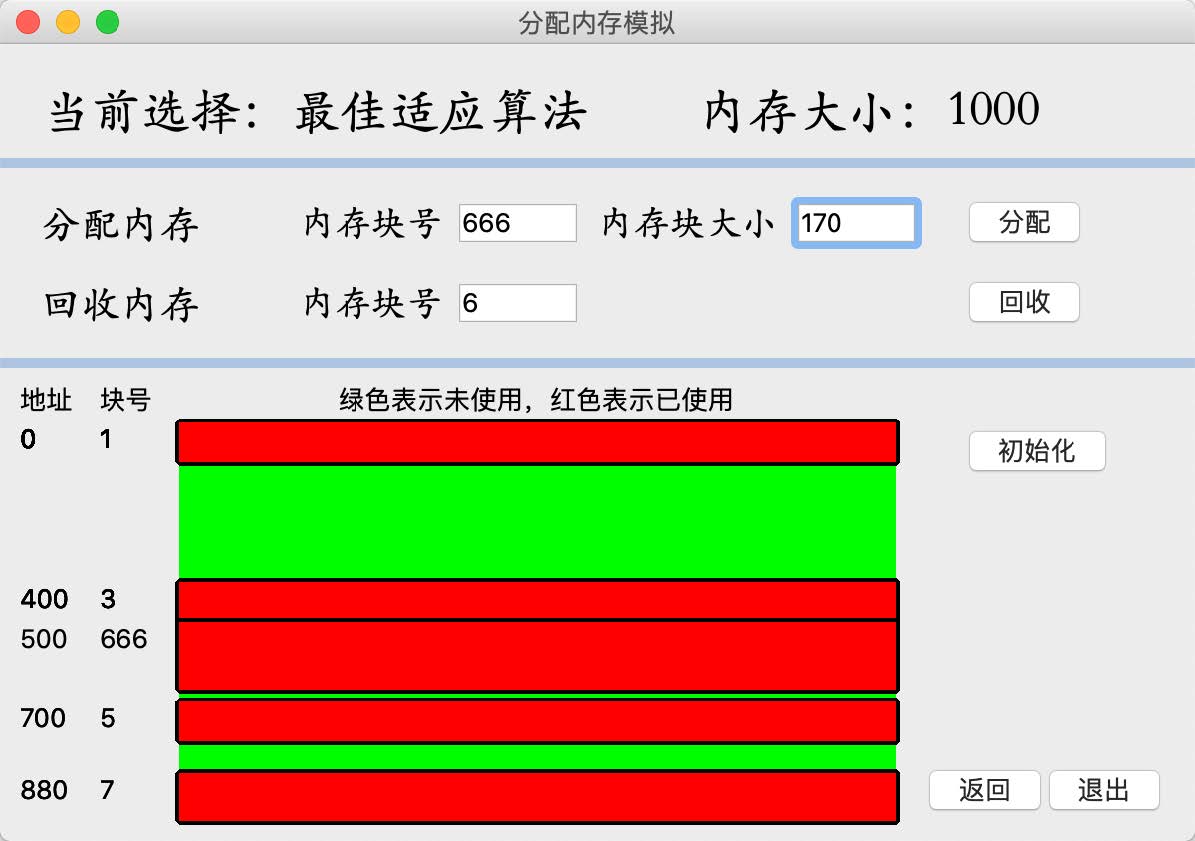 分配内存模拟
当前选择：最佳适应算法 内存大小：1000
分配内存 内存块号 666 内存块大小 170 分配
回收内存 内存块号 6 回收
地址 块号 绿色表示未使用，红色表示已使用
0 1
初始化
400 3
500 666
700 5
880 7 返回 退出